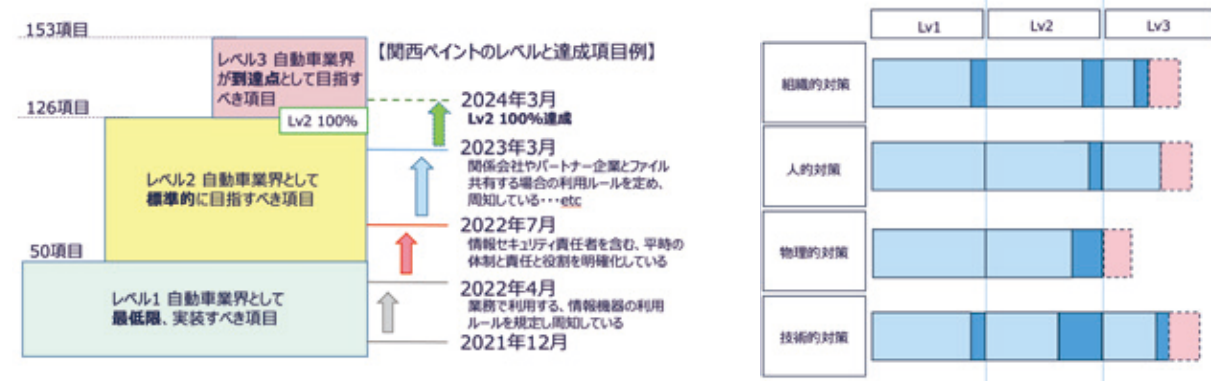 153項目
レベル3 自動車業界
が到達点として目指す
べき項目
126項目
Lv2 100%
レベル2 自動車業界として
標準的に目指すべき項目
50項目
レベル1 自動車業界として
最低限、実装すべき項目
【関西ペイントのレベルと達成項目例】
2024年3月
Lv2 100%達成
2023年3月
関係会社やパートナー企業とファイル
共有する場合の利用ルールを定め、
周知している・・・etc
2022年7月
情報セキュリティ責任者を含む、平時の
体制と責任と役割を明確化している
2022年4月
業務で利用する、情報機器の利用
ルールを規定し周知している
2021年12月
Lv1
Lv2
Lv3
組織的対策
人的対策
物理的対策
技術的対策